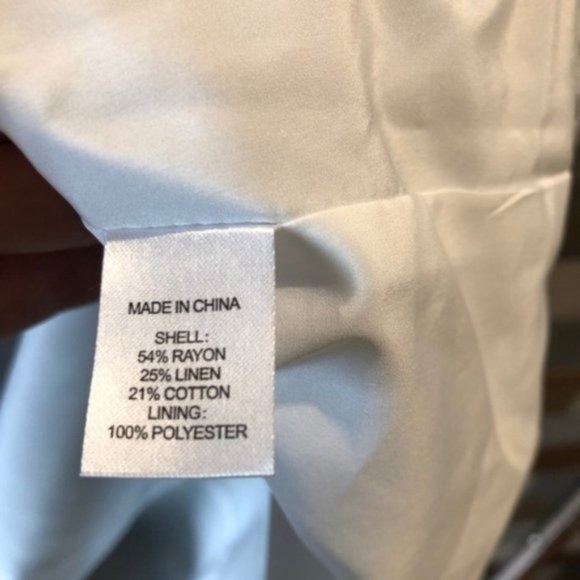 MADE IN CHINA
SHELL:
54% RAYON
25% LINEN
21% COTTON
LINING:
100% POLYESTER